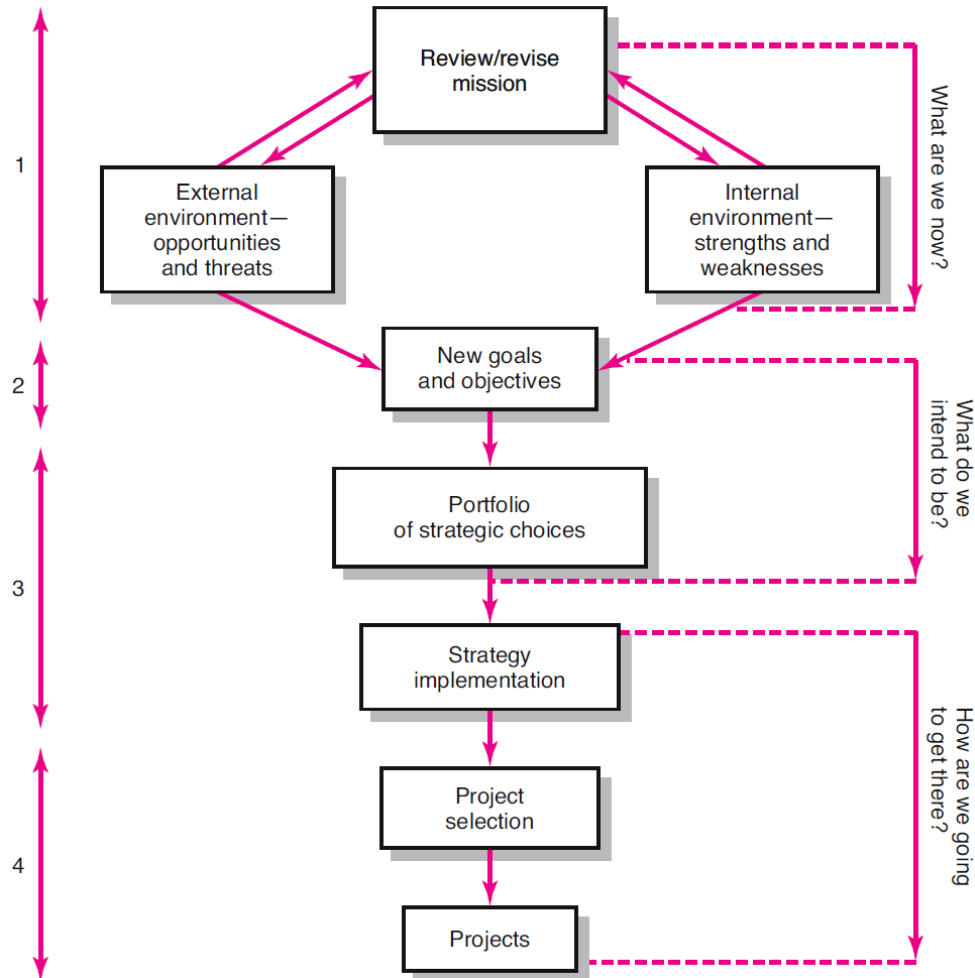 Review/revise
mission
1
External
environment—
opportunities
and threats
Internal
environment—
strengths and
weaknesses
What are we now?
2
New goals
and objectives
What do we
intend to be?
3
Portfolio
of strategic choices
Strategy
implementation
How are we going
to get there?
4
Project
selection
Projects